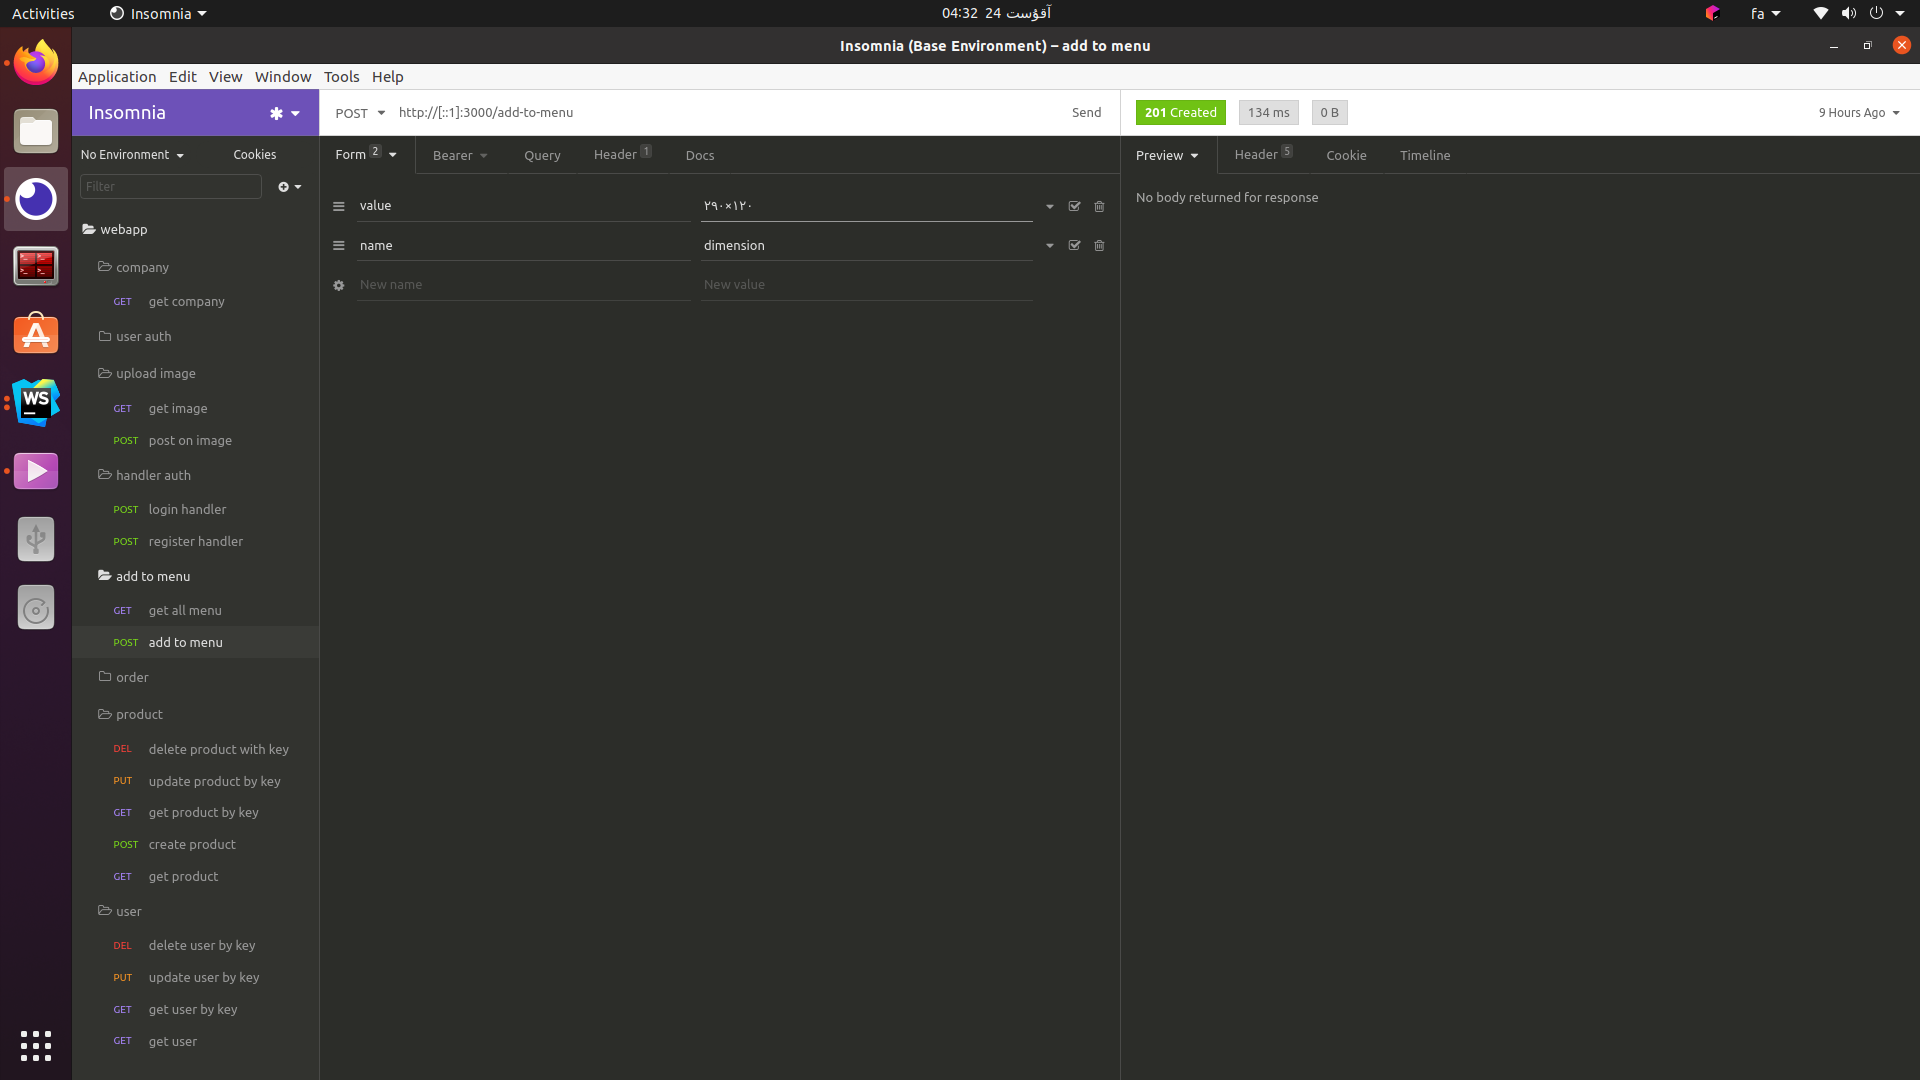 Activities
Insomnia
04:32 24 آقؤست
fa
Insomnia (Base Environment) – add to menu
Application Edit View Window Tools Help
Insomnia
POST http://[::1]:3000/add-to-menu Send
201 Created 134 ms 0 B 9 Hours Ago
No Environment Cookies
Form 2 Bearer Query Header 1 Docs
Preview Header 5 Cookie Timeline
Filter
value ۲۹۰×۱۲۰
name dimension
New name New value
No body returned for response
webapp
company
GET get company
user auth
upload image
GET get image
POST post on image
handler auth
POST login handler
POST register handler
add to menu
GET get all menu
POST add to menu
order
product
DEL delete product with key
PUT update product by key
GET get product by key
POST create product
GET get product
user
DEL delete user by key
PUT update user by key
GET get user by key
GET get user
WS